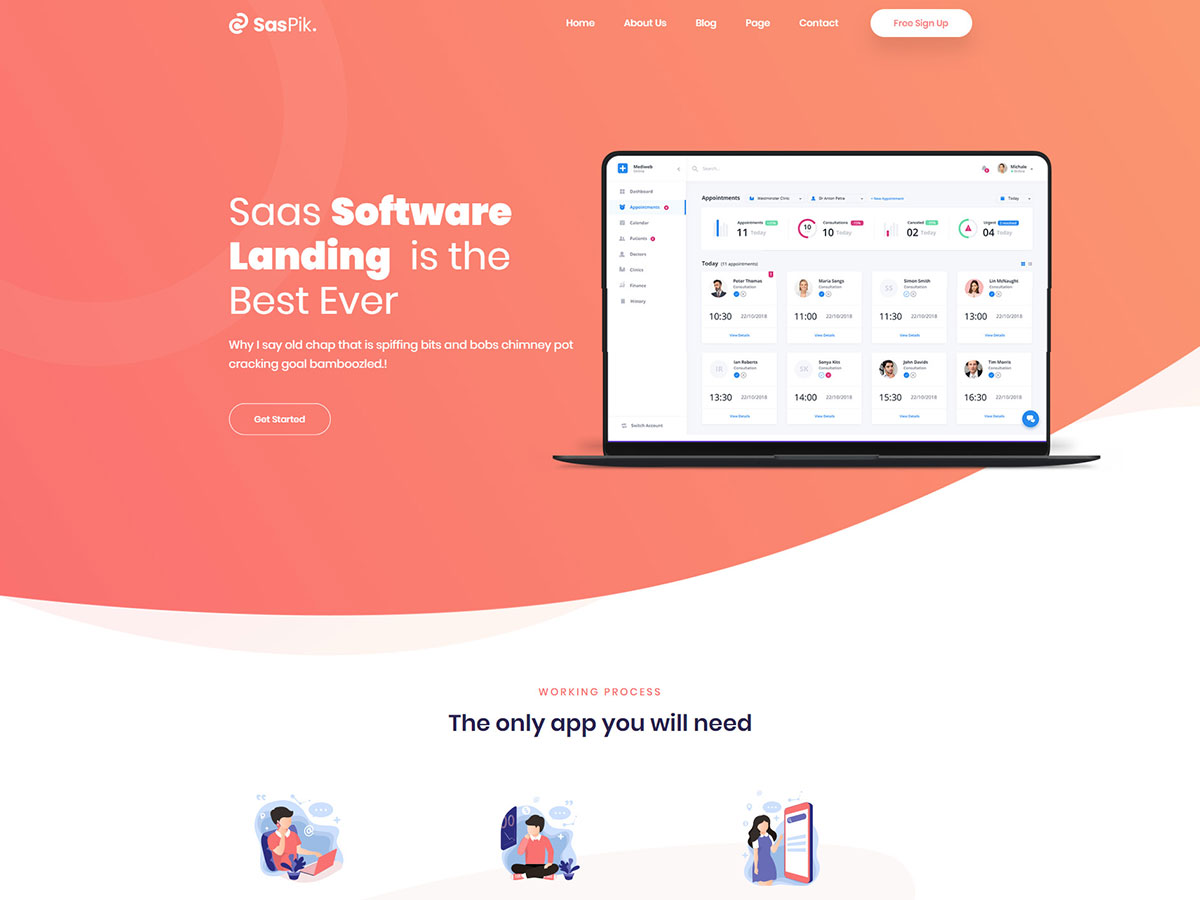 SasPik.
Home About Us Blog Page Contact Free Sign Up
Saas Software
Landing is the
Best Ever
Why I say old chap that is spiffing bits and bobs chimney pot
cracking goal bamboozled.!
Get Started
Mediweb
Search...
Michale
Dashboard
Appointments
Calendar
Patients
Doctors
Clinics
Finance
History
Switch Account
Appointments Westminster Clinic Dr Anton Petra + New Appointment Today
Appointments
11 Today
10
Consultations
10 Today
Canceled
02 Today
Urgent
04 Today
Today (11 appointments)
Peter Thomas
Consultation
10:30 22/10/2018
View Details
Maria Sanga
Consultation
11:00 22/10/2018
View Details
SS
Simon Smith
Consultation
11:30 22/10/2018
View Details
Lin McNaught
Consultation
13:00 22/10/2018
View Details
IR
Ian Roberts
Consultation
13:30 22/10/2018
View Details
SK
Sonya Kits
Consultation
14:00 22/10/2018
View Details
John Davids
Consultation
15:30 22/10/2018
View Details
Tim Morris
Consultation
16:30 22/10/2018
View Details
WORKING PROCESS
The only app you will need